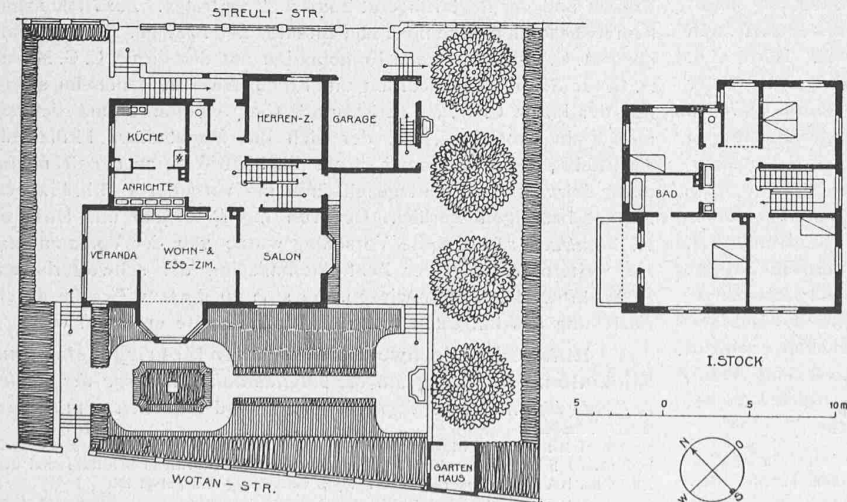 STREULI - STR.
KÜCHE
HERREN-Z.
GARAGE
ANRICHTE
BAD
VERANDA
WOHN- &
ESS-ZIM.
SALON
I. STOCK
5 0 5 10 m
N
O
W
S
GARTEN
HAUS
WOTAN - STR.